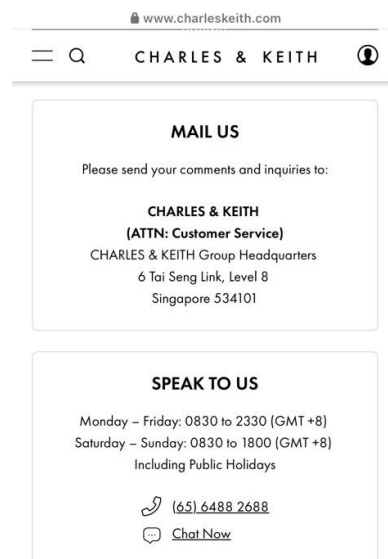 www.charleskeith.com
CHARLES & KEITH
MAIL US
Please send your comments and inquiries to:
CHARLES & KEITH
(ATTN: Customer Service)
CHARLES & KEITH Group Headquarters
6 Tai Seng Link, Level 8
Singapore 534101
SPEAK TO US
Monday – Friday: 0830 to 2330 (GMT +8)
Saturday – Sunday: 0830 to 1800 (GMT +8)
Including Public Holidays
(65) 6488 2688
Chat Now